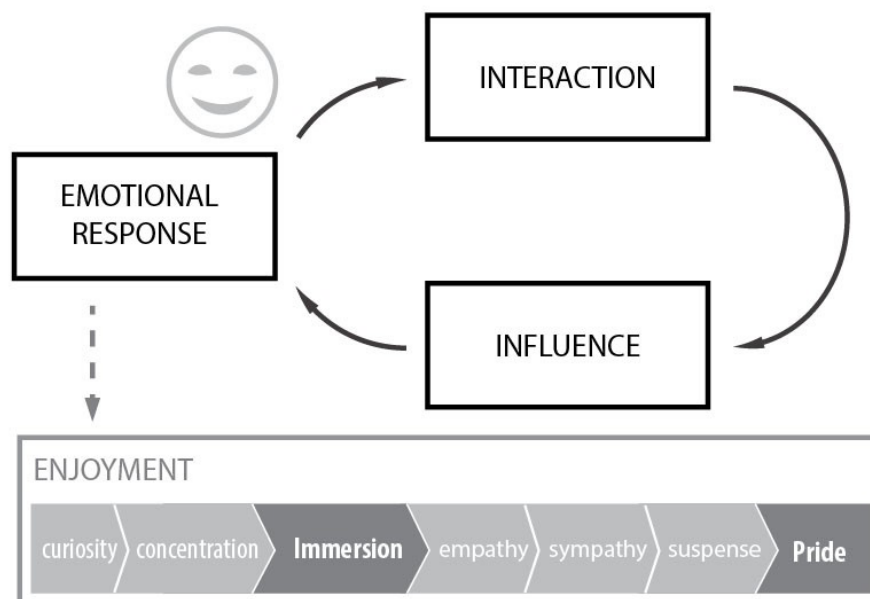 INTERACTION
EMOTIONAL
RESPONSE
INFLUENCE
ENJOYMENT
curiosity concentration Immersion empathy sympathy suspense Pride